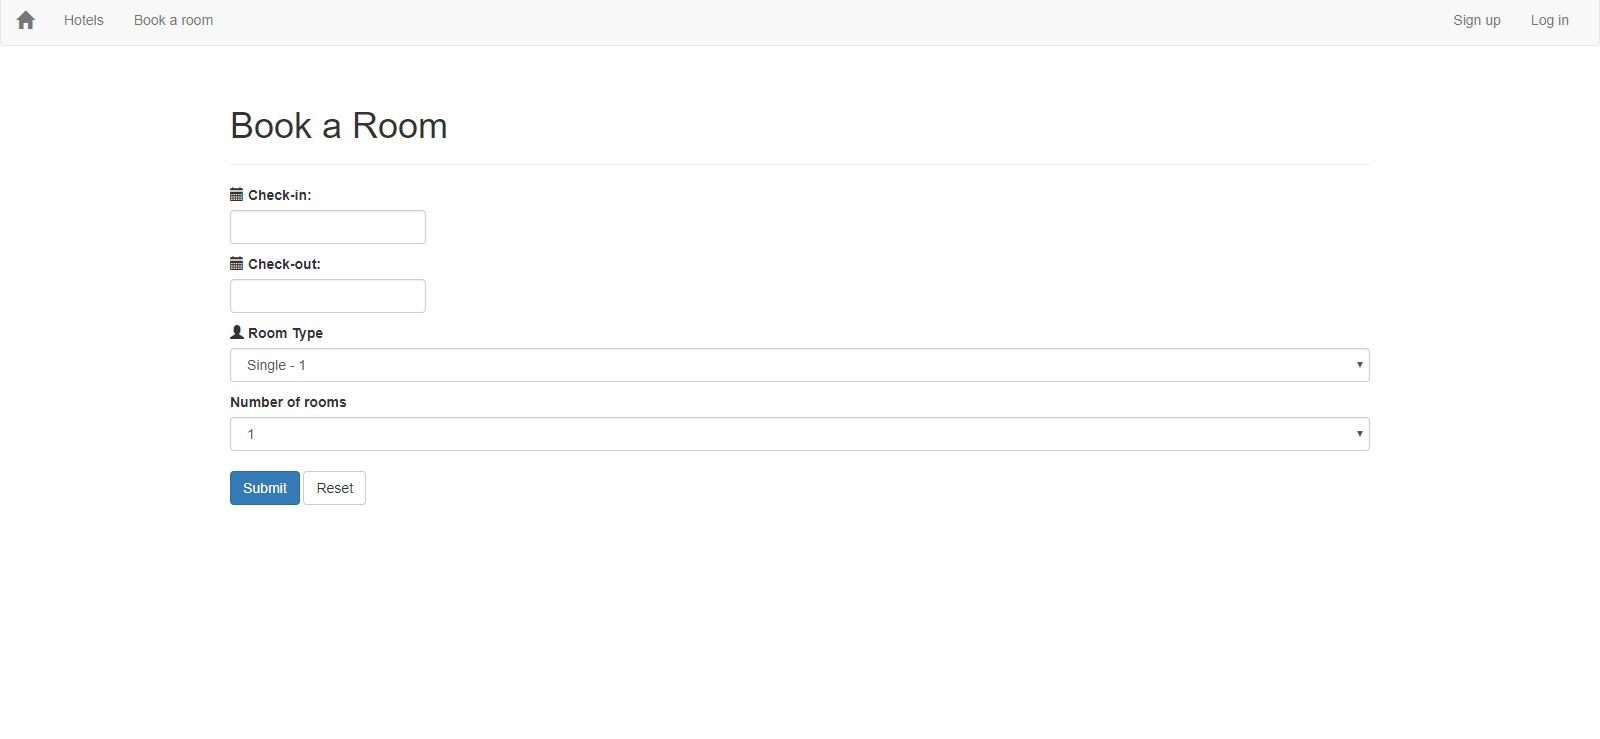 Hotels Book a room Sign up Log in
Book a Room
Check-in:
Check-out:
Room Type
Single - 1
Number of rooms
1
Submit Reset